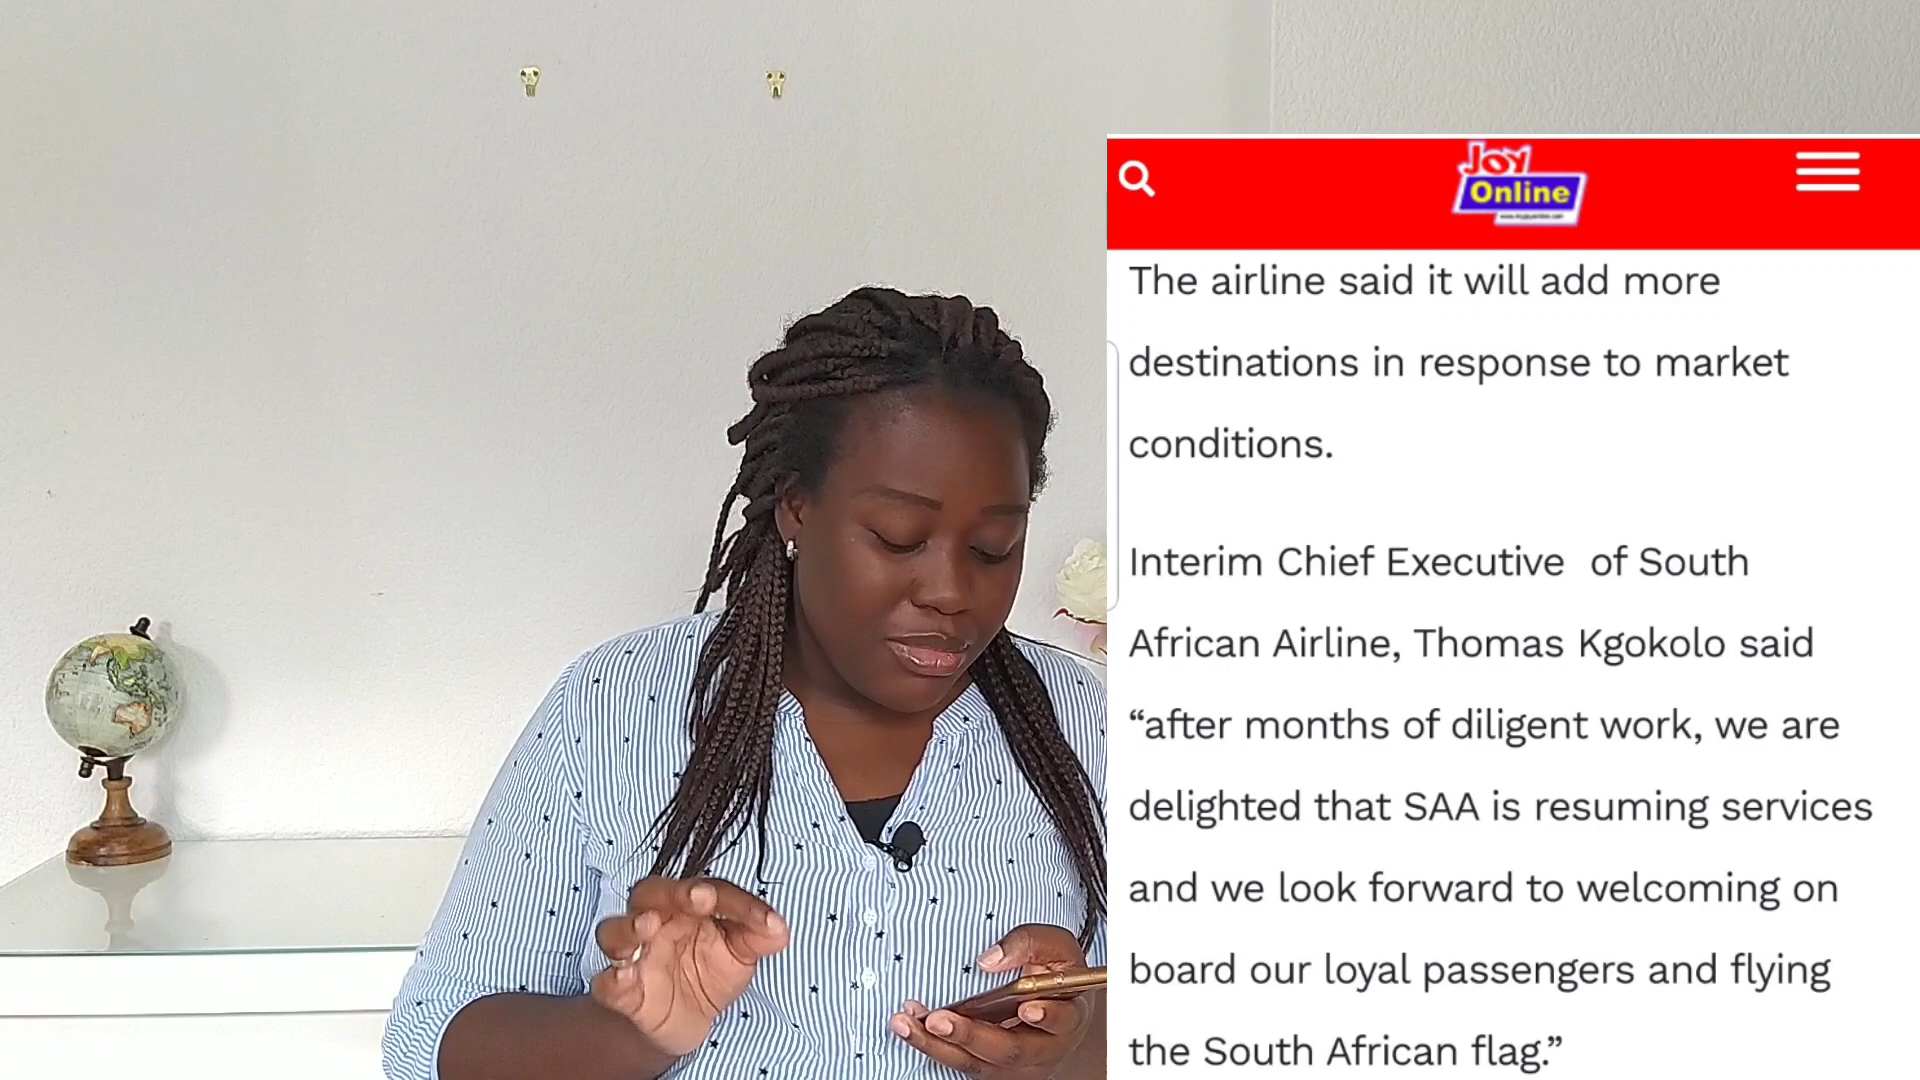 Joy
Online
The airline said it will add more
destinations in response to market
conditions.
Interim Chief Executive  of South
African Airline, Thomas Kgokolo said
“after months of diligent work, we are
delighted that SAA is resuming services
and we look forward to welcoming on
board our loyal passengers and flying
the South African flag.”